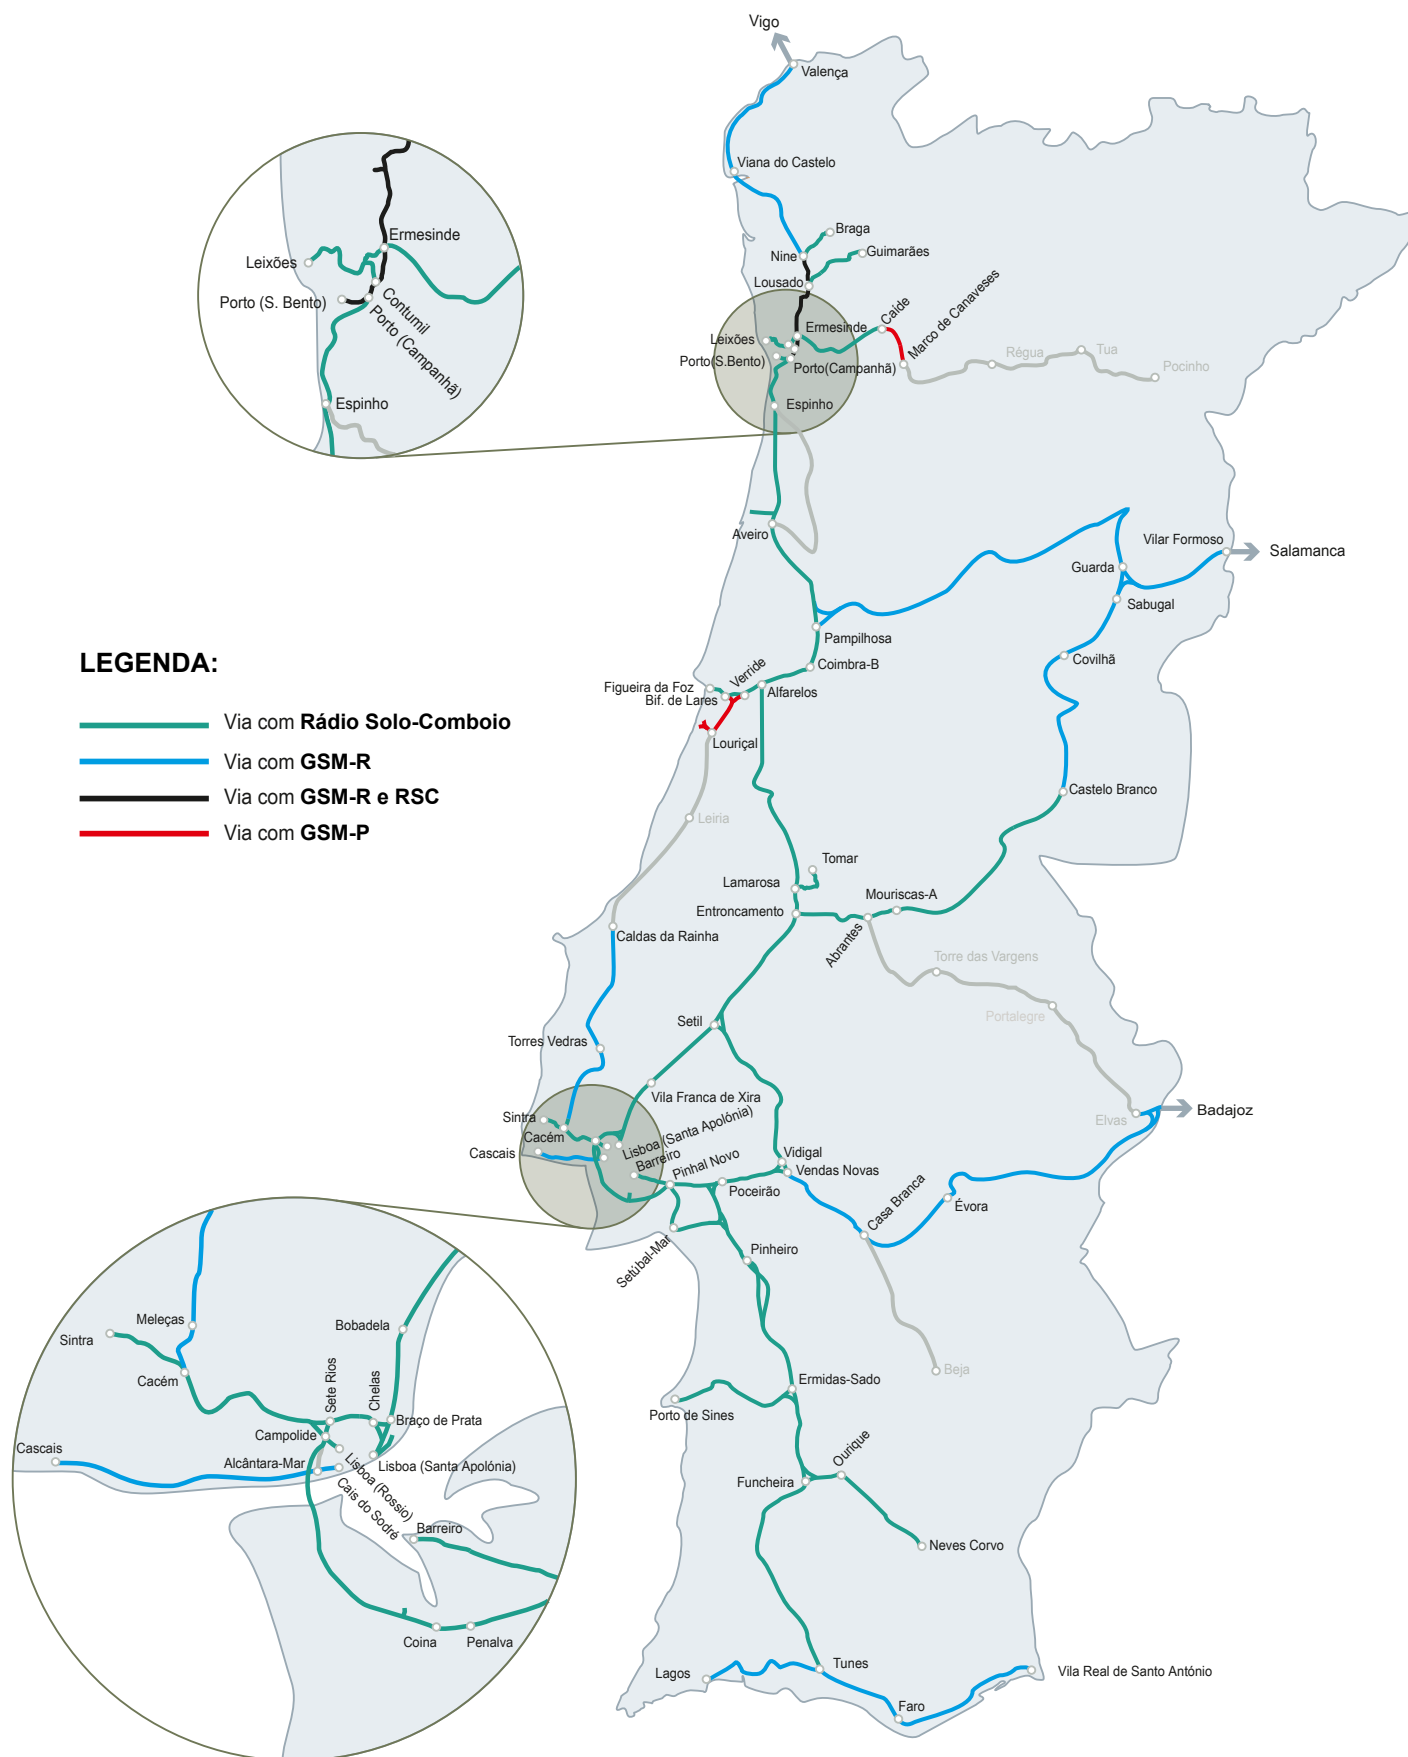 Vigo
Valença
Viana do Castelo
Braga
Nine
Guimarães
Lousado
Ermesinde
Caíde
Marco de Canaveses
Leixões
Porto(S.Bento)
Porto(Campanhã)
Régua
Tua
Pocinho
Espinho
Ermesinde
Leixões
Porto (S. Bento)
Contumil
Porto (Campanhã)
Espinho
Aveiro
Vilar Formoso
Salamanca
Guarda
Sabugal
Pampilhosa
Covilhã
Coimbra-B
Verride
Figueira da Foz
Bif. de Lares
Alfarelos
Louriçal
LEGENDA:
Via com Rádio Solo-Comboio
Via com GSM-R
Via com GSM-R e RSC
Via com GSM-P
Castelo Branco
Leiria
Tomar
Lamarosa
Mouriscas-A
Entroncamento
Abrantes
Caldas da Rainha
Torre das Vargens
Portalegre
Setil
Torres Vedras
Vila Franca de Xira
Elvas
Badajoz
Sintra
Cacém
Cascais
Lisboa (Santa Apolónia)
Barreiro
Pinhal Novo
Vidigal
Vendas Novas
Poceirão
Casa Branca
Évora
Setúbal-Mar
Pinheiro
Beja
Ermidas-Sado
Porto de Sines
Ourique
Funcheira
Neves Corvo
Tunes
Lagos
Faro
Vila Real de Santo António
Meleças
Sintra
Cacém
Bobadela
Sete Rios
Chelas
Braço de Prata
Campolide
Cascais
Alcântara-Mar
Lisboa (Santa Apolónia)
Lisboa (Rossio)
Cais do Sodré
Barreiro
Coina
Penalva